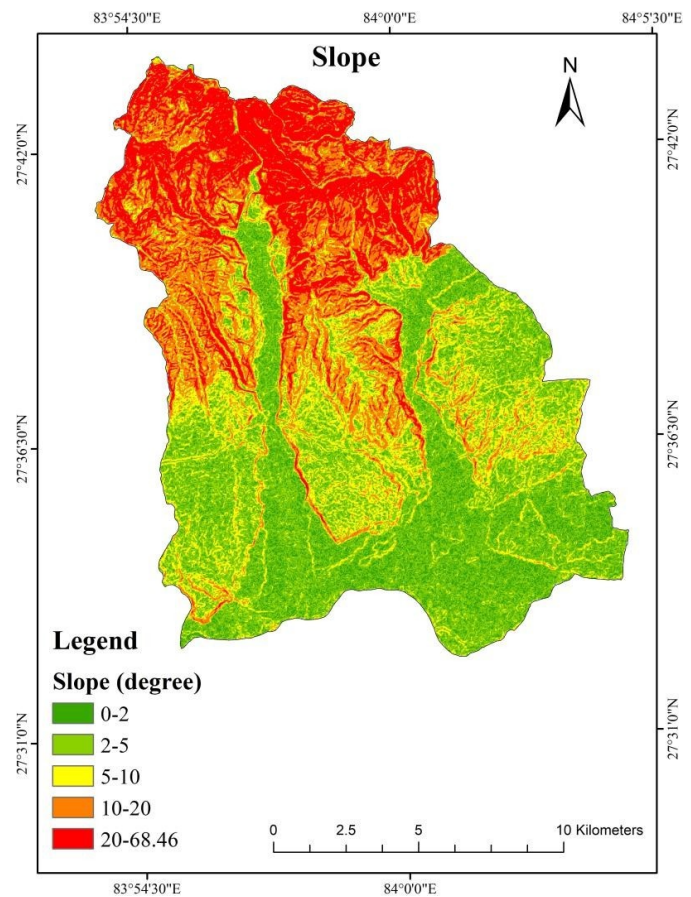 83°54'30"E 84°0'0"E 84°5'30"E
Slope
N
27°42'0"N 27°42'0"N
27°36'30"N 27°36'30"N
27°31'0"N 27°31'0"N
Legend
Slope (degree)
0-2
2-5
5-10
10-20
20-68.46
0 2.5 5 10 Kilometers
83°54'30"E 84°0'0"E